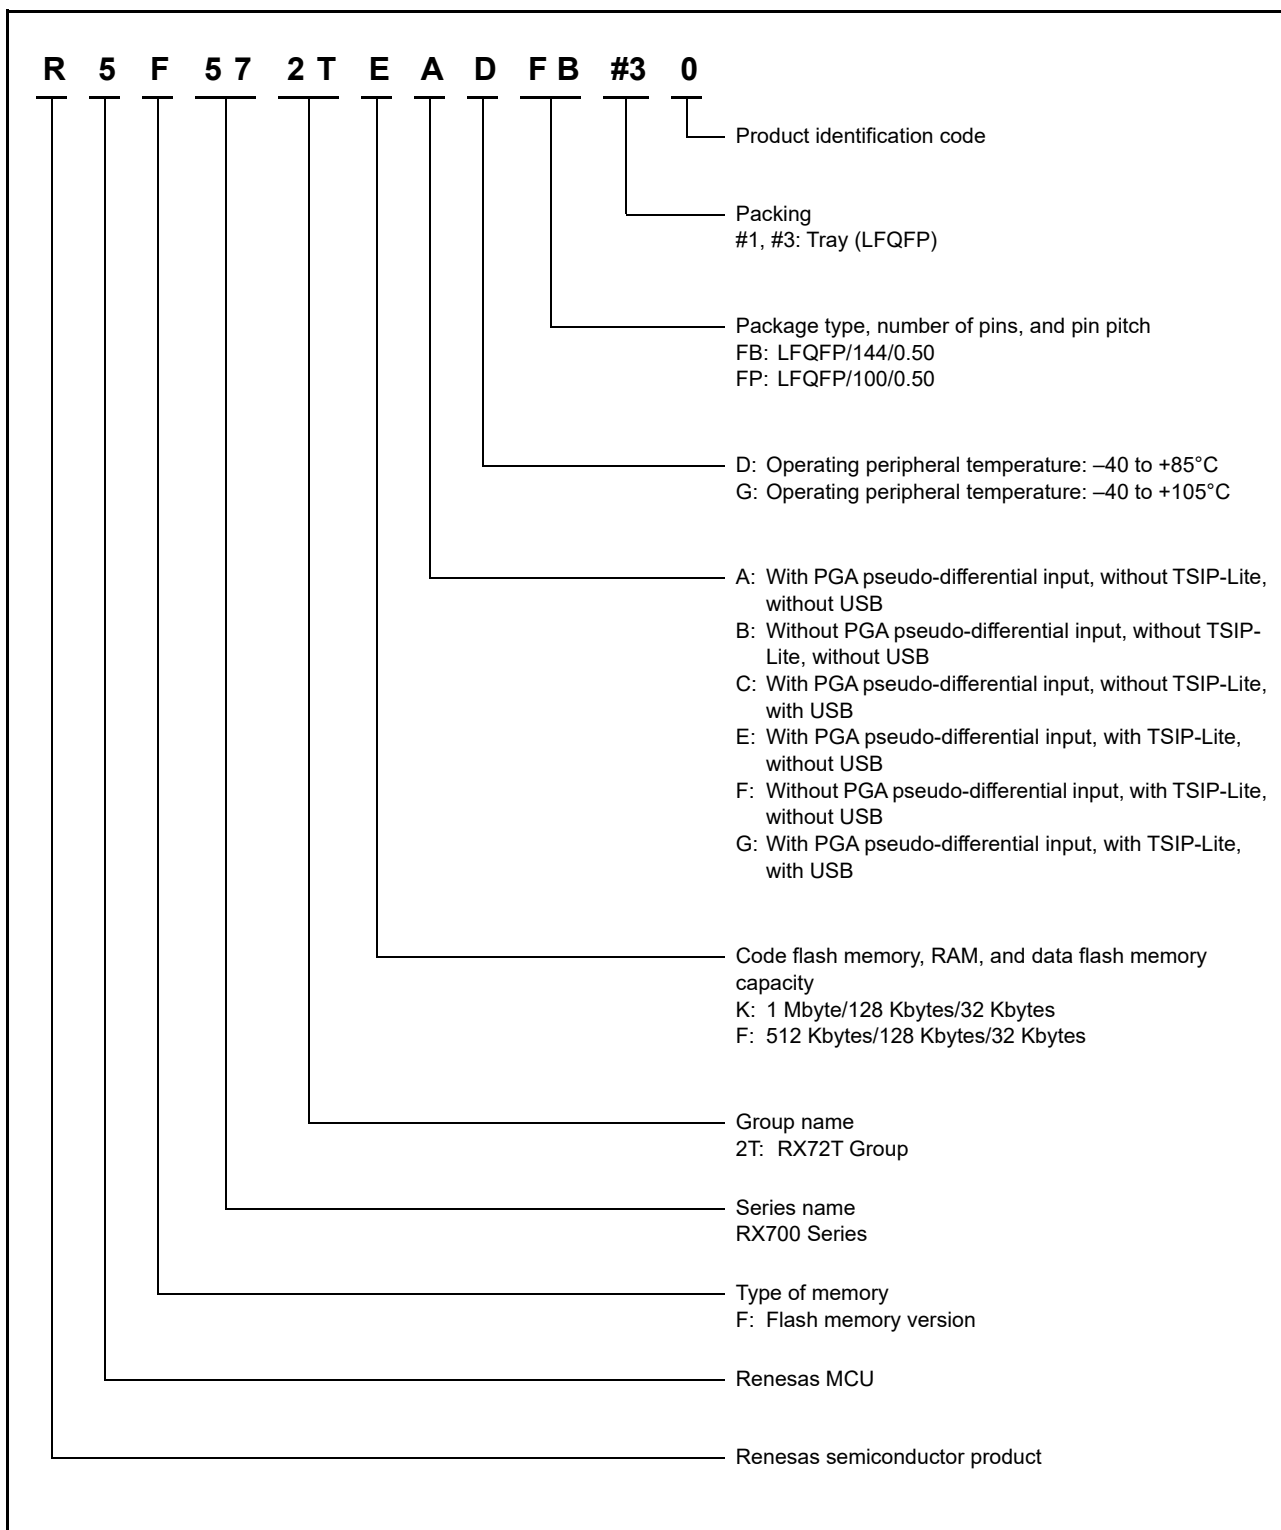 R 5 F 5 7 2 T E A D F B #3 0
Product identification code
Packing
#1, #3: Tray (LFQFP)
Package type, number of pins, and pin pitch
FB: LFQFP/144/0.50
FP: LFQFP/100/0.50
D: Operating peripheral temperature: –40 to +85°C
G: Operating peripheral temperature: –40 to +105°C
A: With PGA pseudo-differential input, without TSIP-Lite,
without USB
B: Without PGA pseudo-differential input, without TSIP-
Lite, without USB
C: With PGA pseudo-differential input, without TSIP-Lite,
with USB
E: With PGA pseudo-differential input, with TSIP-Lite,
without USB
F: Without PGA pseudo-differential input, with TSIP-Lite,
without USB
G: With PGA pseudo-differential input, with TSIP-Lite,
with USB
Code flash memory, RAM, and data flash memory
capacity
K: 1 Mbyte/128 Kbytes/32 Kbytes
F: 512 Kbytes/128 Kbytes/32 Kbytes
Group name
2T: RX72T Group
Series name
RX700 Series
Type of memory
F: Flash memory version
Renesas MCU
Renesas semiconductor product